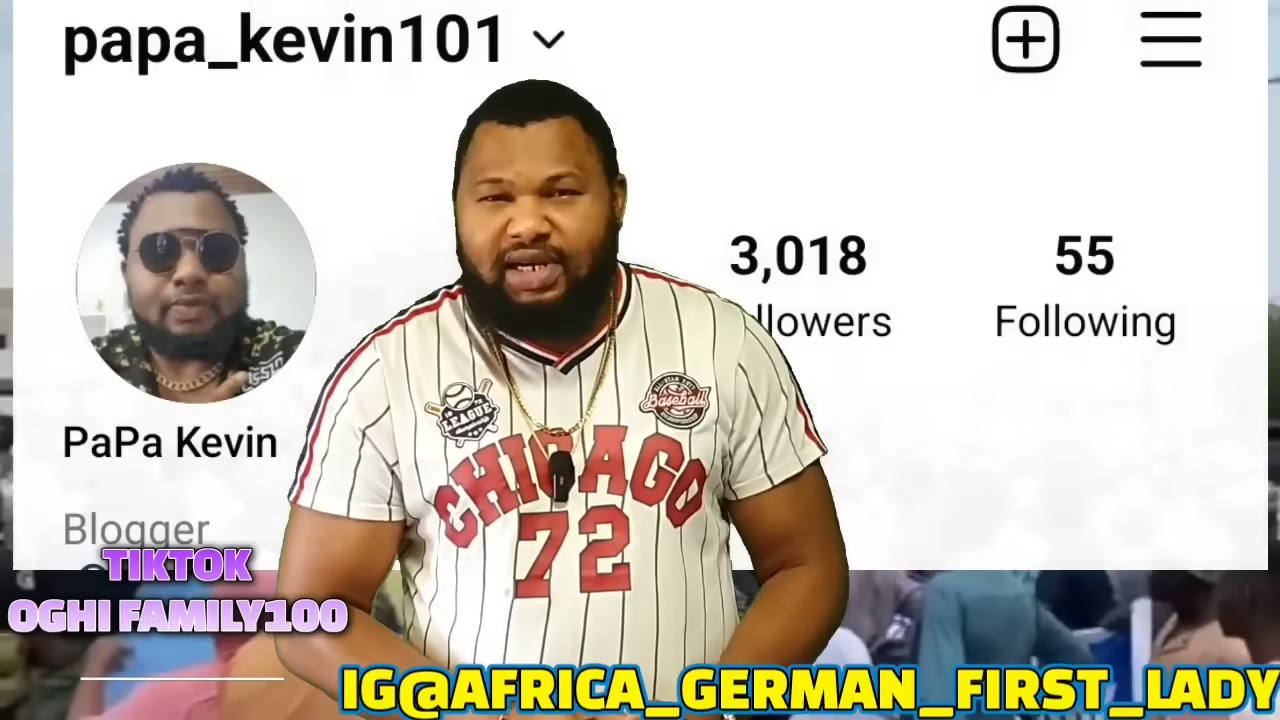 papa_kevin101
3,018
55
llowers
Following
PaPa Kevin
Blogger
LEAGUE
Baseball
CHICAGO
72
TIKTOK
OGHI FAMILY100
IG@AFRICA_GERMAN_FIRST_LADY